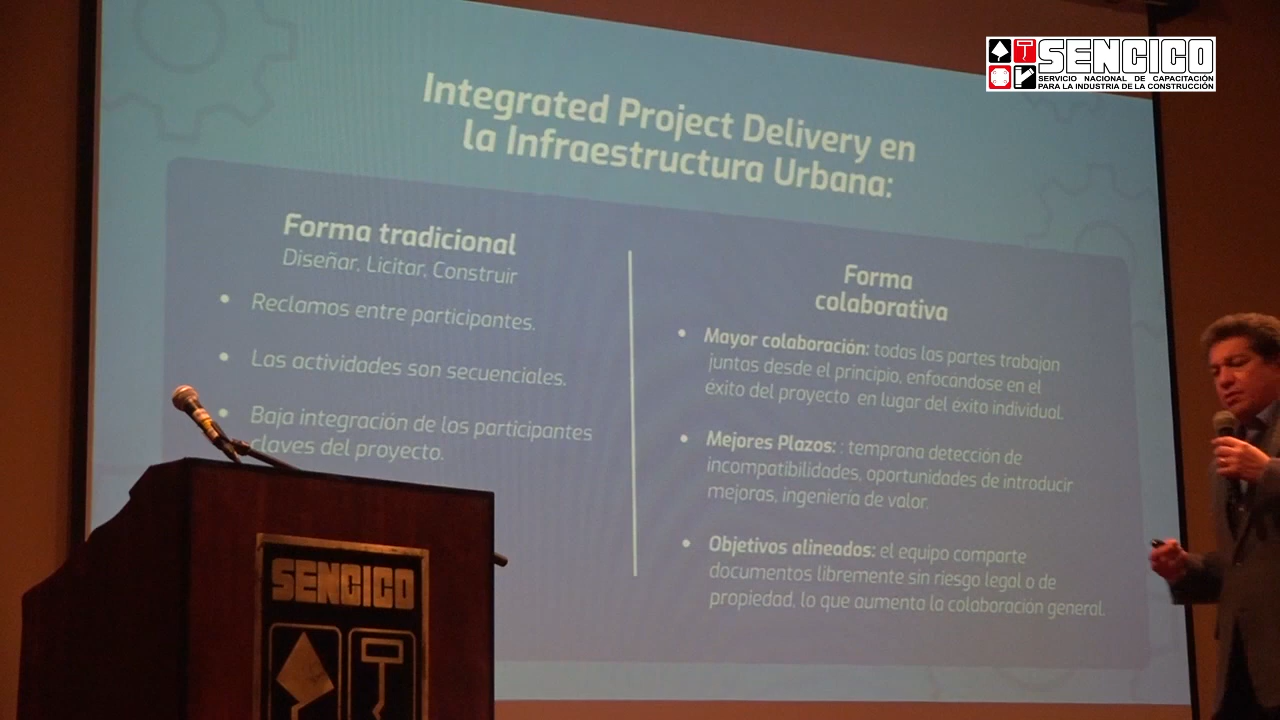 SENCICO
SERVICIO NACIONAL DE CAPACITACIÓN
PARA LA INDUSTRIA DE LA CONSTRUCCIÓN
Integrated Project Delivery en
la Infraestructura Urbana:
Forma tradicional
Diseñar, Licitar, Construir
• Reclamos entre participantes.
• Las actividades son secuenciales.
• Baja integración de los participantes
claves del proyecto.
Forma
colaborativa
• Mayor colaboración: todas las partes trabajan
juntas desde el principio, enfocándose en el
éxito del proyecto en lugar del éxito individual.
• Mejores Plazos: : temprana detección de
incompatibilidades, oportunidades de introducir
mejoras, ingeniería de valor.
• Objetivos alineados: el equipo comparte
documentos libremente sin riesgo legal o de
propiedad, lo que aumenta la colaboración general.
SENCICO